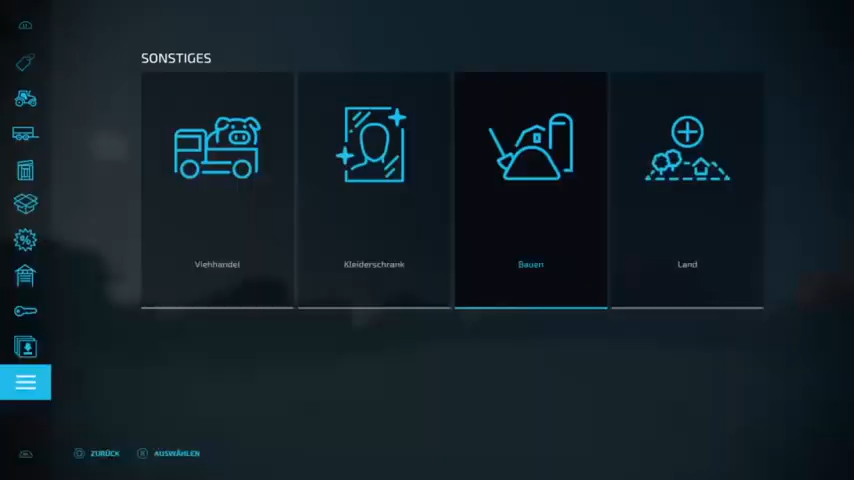 SONSTIGES
Viehhandel
Kleiderschrank
Bauen
Land
ZURÜCK
AUSWÄHLEN